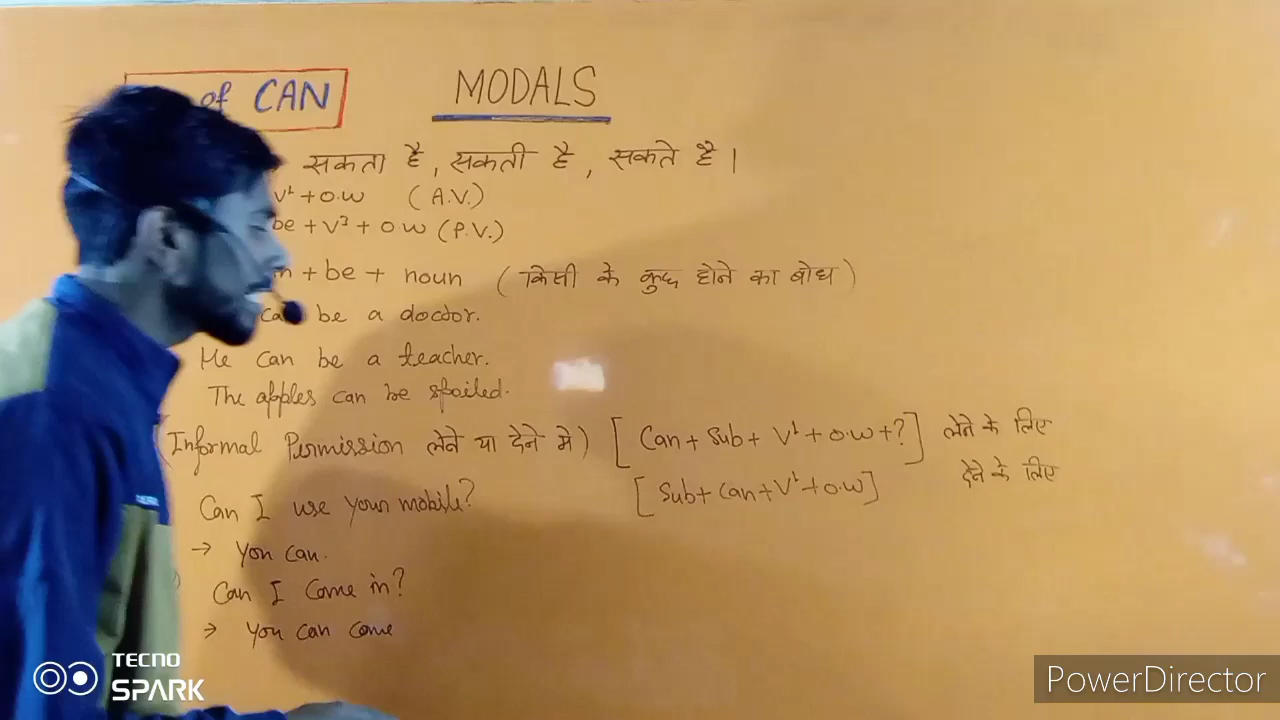 of CAN MODALS
सकता है, सकती है, सकते है।
V¹ + O.W (A.V.)
be + V³ + O.W (P.V.)
+ be + noun (किसी के कुछ होने का बोध)
can be a doctor.
He can be a teacher.
The apples can be spoiled.
(Informal Permission लेने या देने मे) [Can + Sub + V¹ + O.W + ?] लेने के लिए
[Sub + Can + V¹ + O.W] देने के लिए
Can I use your mobile?
→ You can.
Can I Come in?
→ You can come
TECNO
SPARK
PowerDirector